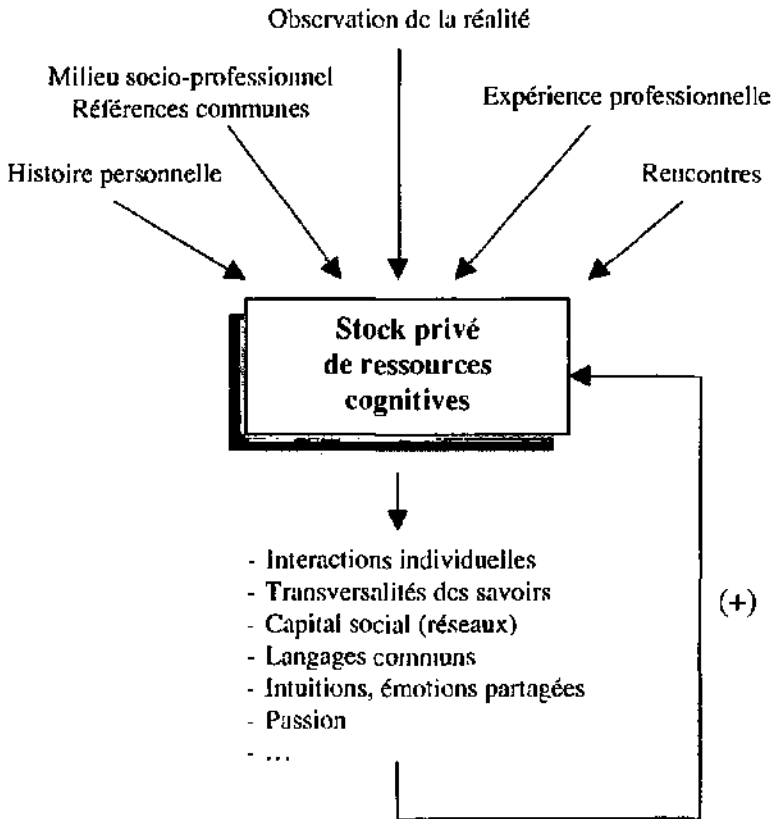 Observation de la réalité
Milieu socio-professionnel
Références communes
Expérience professionnelle
Histoire personnelle
Rencontres
Stock privé
de ressources
cognitives
- Interactions individuelles
- Transversalités des savoirs
- Capital social (réseaux)
- Langages communs
- Intuitions, émotions partagées
- Passion
- ...
(+)